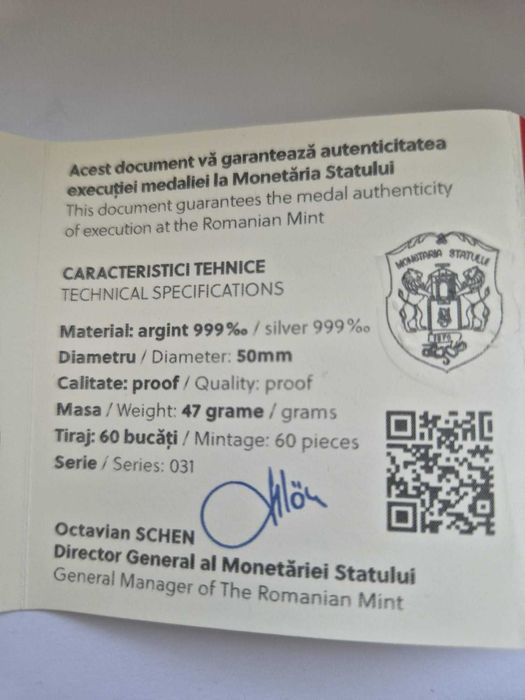 Acest document vă garantează autenticitatea
execuției medaliei la Monetăria Statului
This document guarantees the medal authenticity
of execution at the Romanian Mint
CARACTERISTICI TEHNICE
TECHNICAL SPECIFICATIONS
MONETARIA STATULUI
Material: argint 999‰ / silver 999‰
Diametru / Diameter: 50mm
Calitate: proof / Quality: proof
Masa / Weight: 47 grame / grams
Tiraj: 60 bucăți / Mintage: 60 pieces
Serie / Series: 031
Octavian SCHEN
Director General al Monetăriei Statului
General Manager of The Romanian Mint